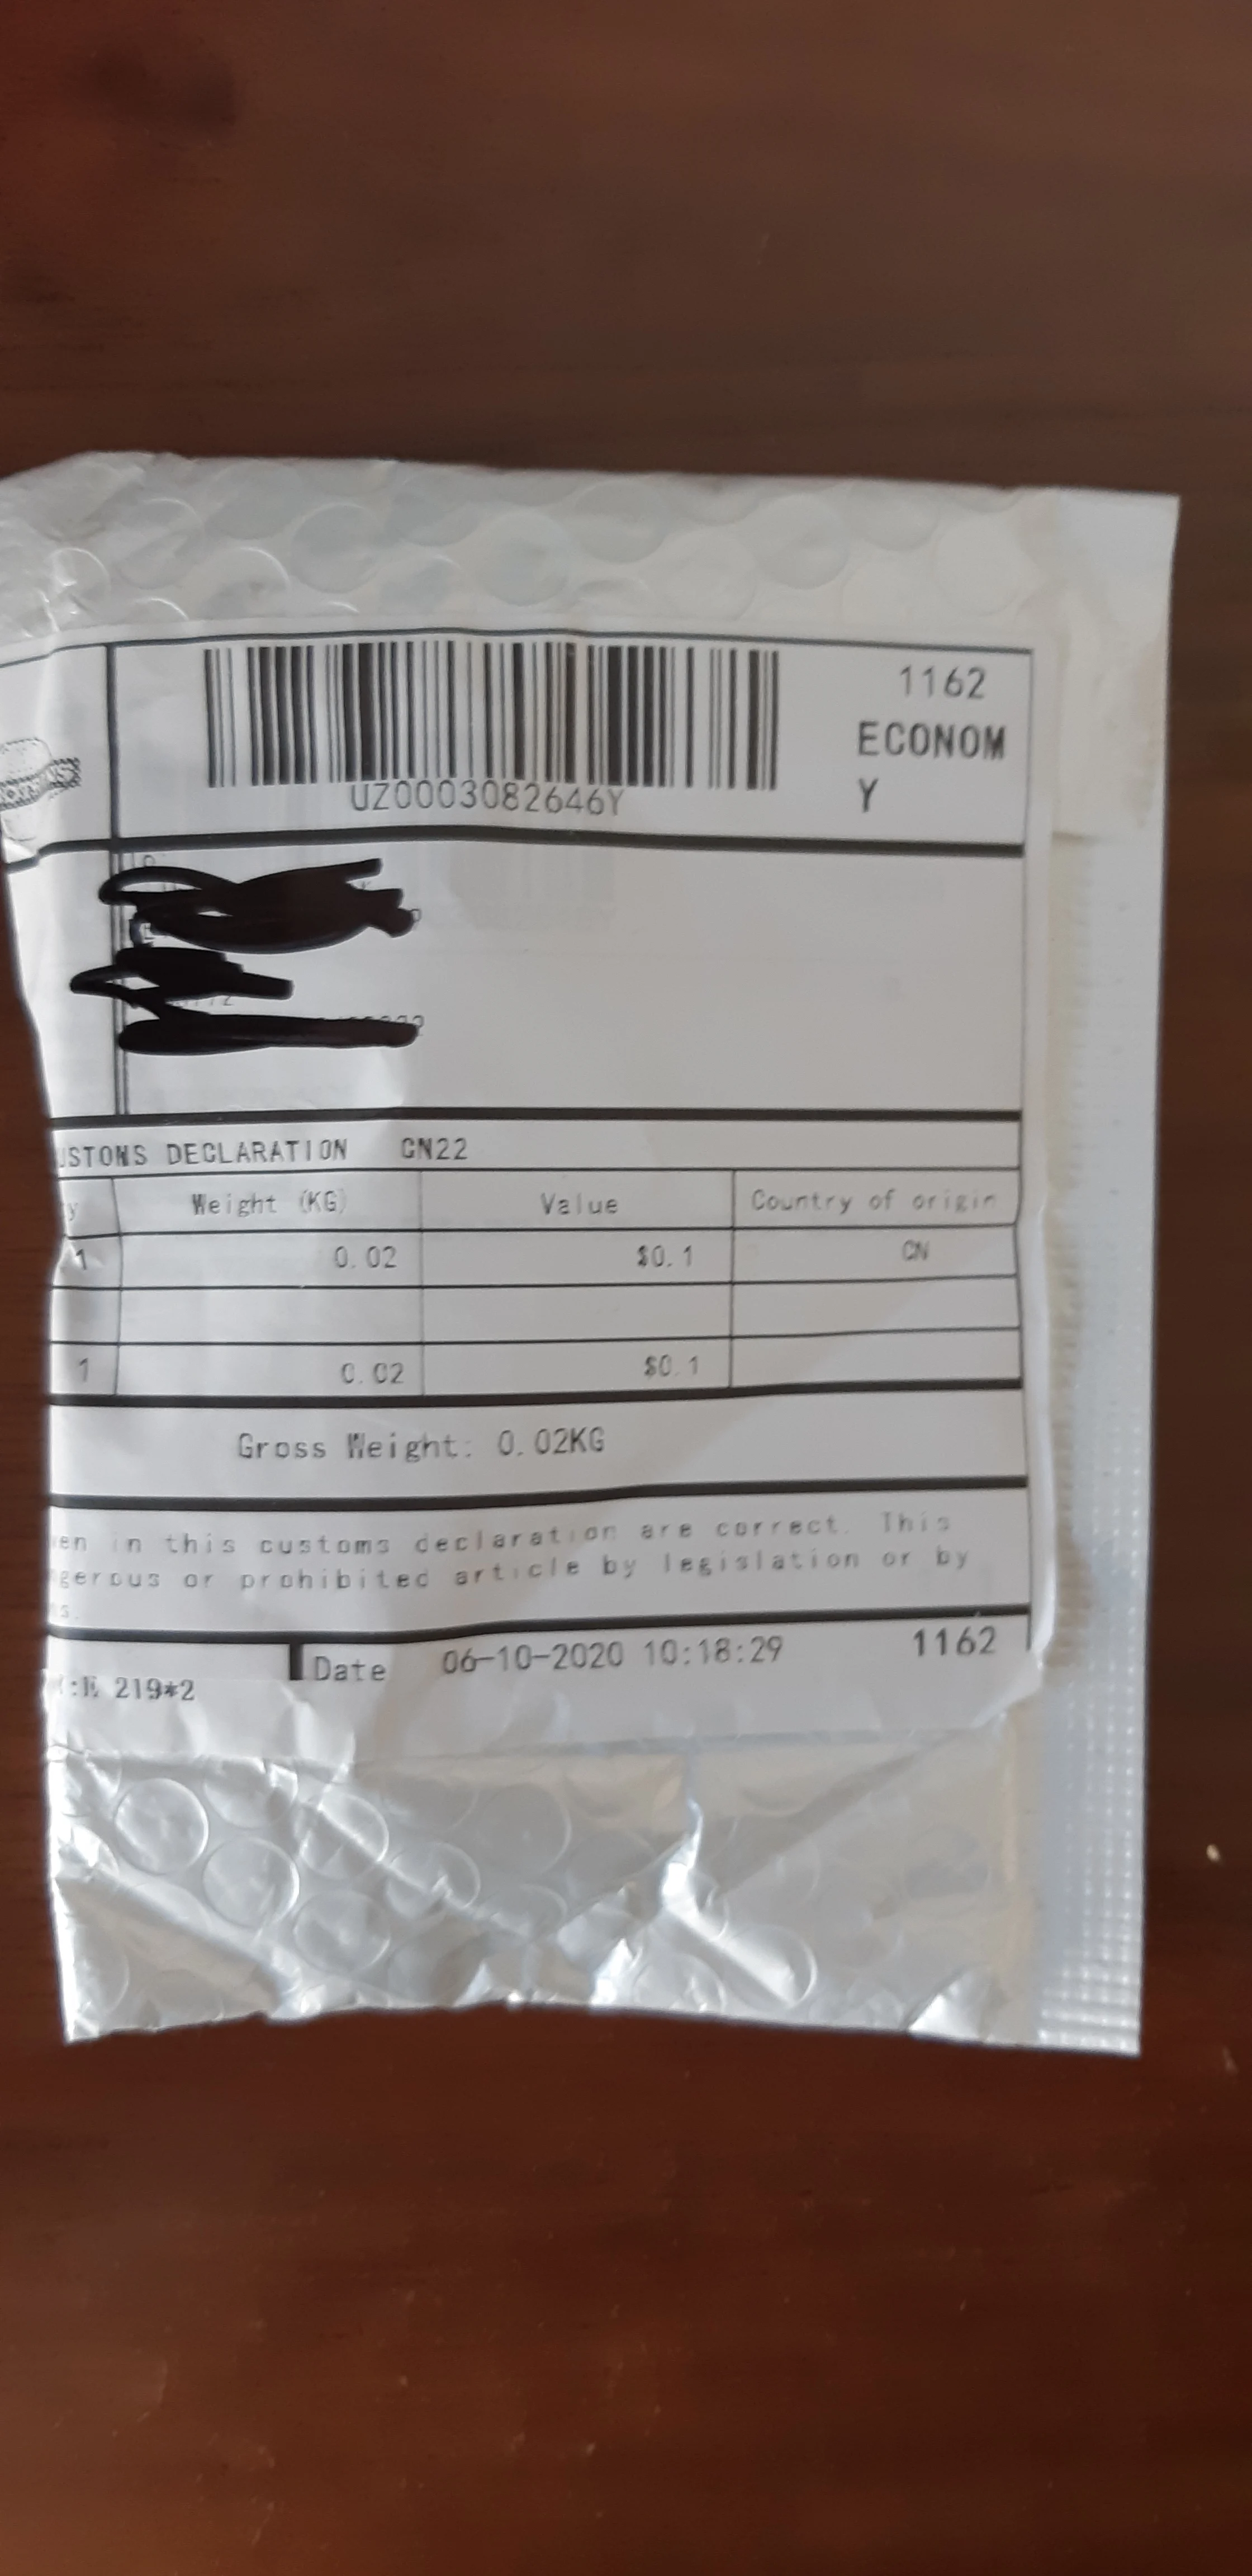 1162
ECONOM
Y
UZ0003082646Y
USTOMS DECLARATION CN22
y Weight (KG) Value Country of origin
1 0.02 $0.1 CN
1 0.02 $0.1
Gross Weight: 0.02KG
en in this customs declaration are correct. This
gerous or prohibited article by legislation or by
s.
Date 06-10-2020 10:18:29 1162
219*2